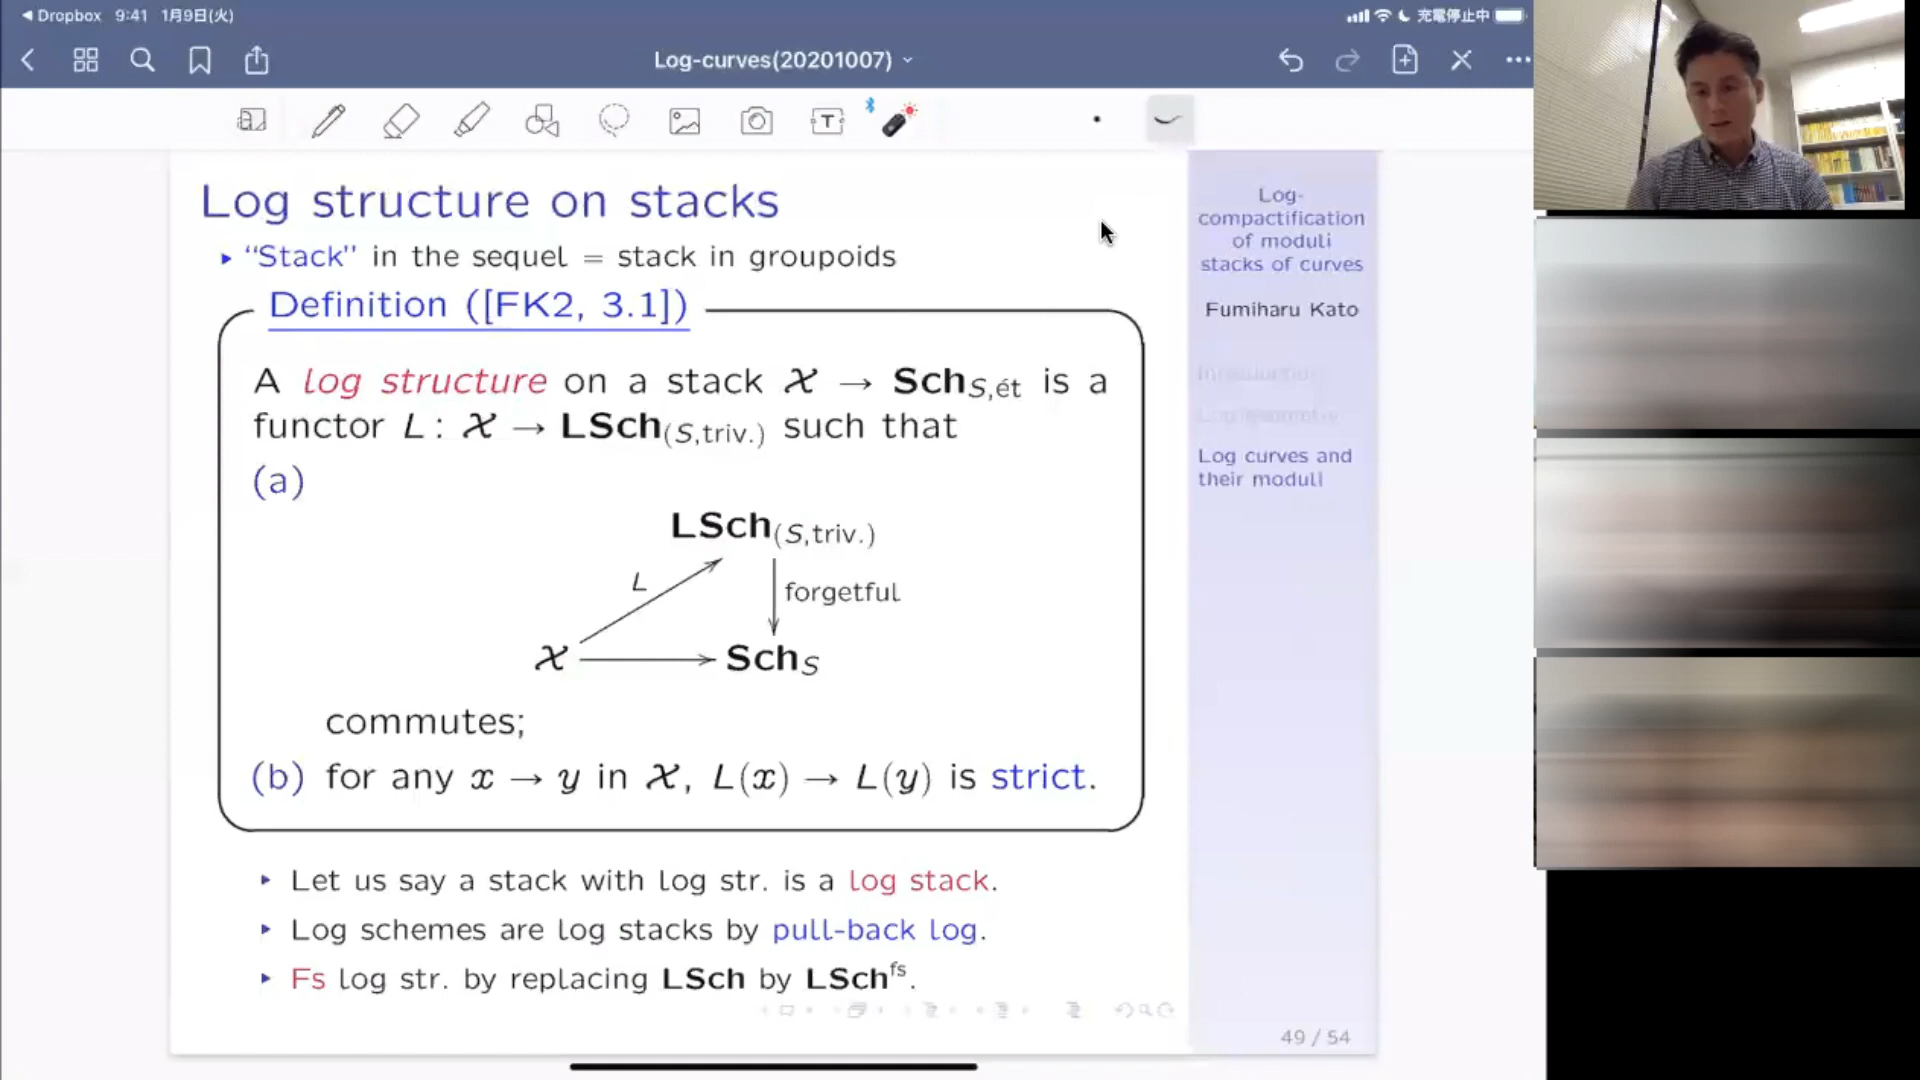 Dropbox 9:41 1月9日(火) 充電停止中
Log-curves(20201007)
T
Log structure on stacks
“Stack” in the sequel = stack in groupoids
Definition ([FK2, 3.1])
A log structure on a stack 𝒳 → Sch_{S,ét} is a
functor L : 𝒳 → LSch_{(S,triv.)} such that
(a)
LSch_{(S,triv.)}
L
forgetful
𝒳 → Sch_S
commutes;
(b) for any x → y in 𝒳, L(x) → L(y) is strict.
Let us say a stack with log str. is a log stack.
Log schemes are log stacks by pull-back log.
Fs log str. by replacing LSch by LSch^{fs}.
Log-
compactification
of moduli
stacks of curves
Fumiharu Kato
Introduction
Log geometry
Log curves and
their moduli
49 / 54